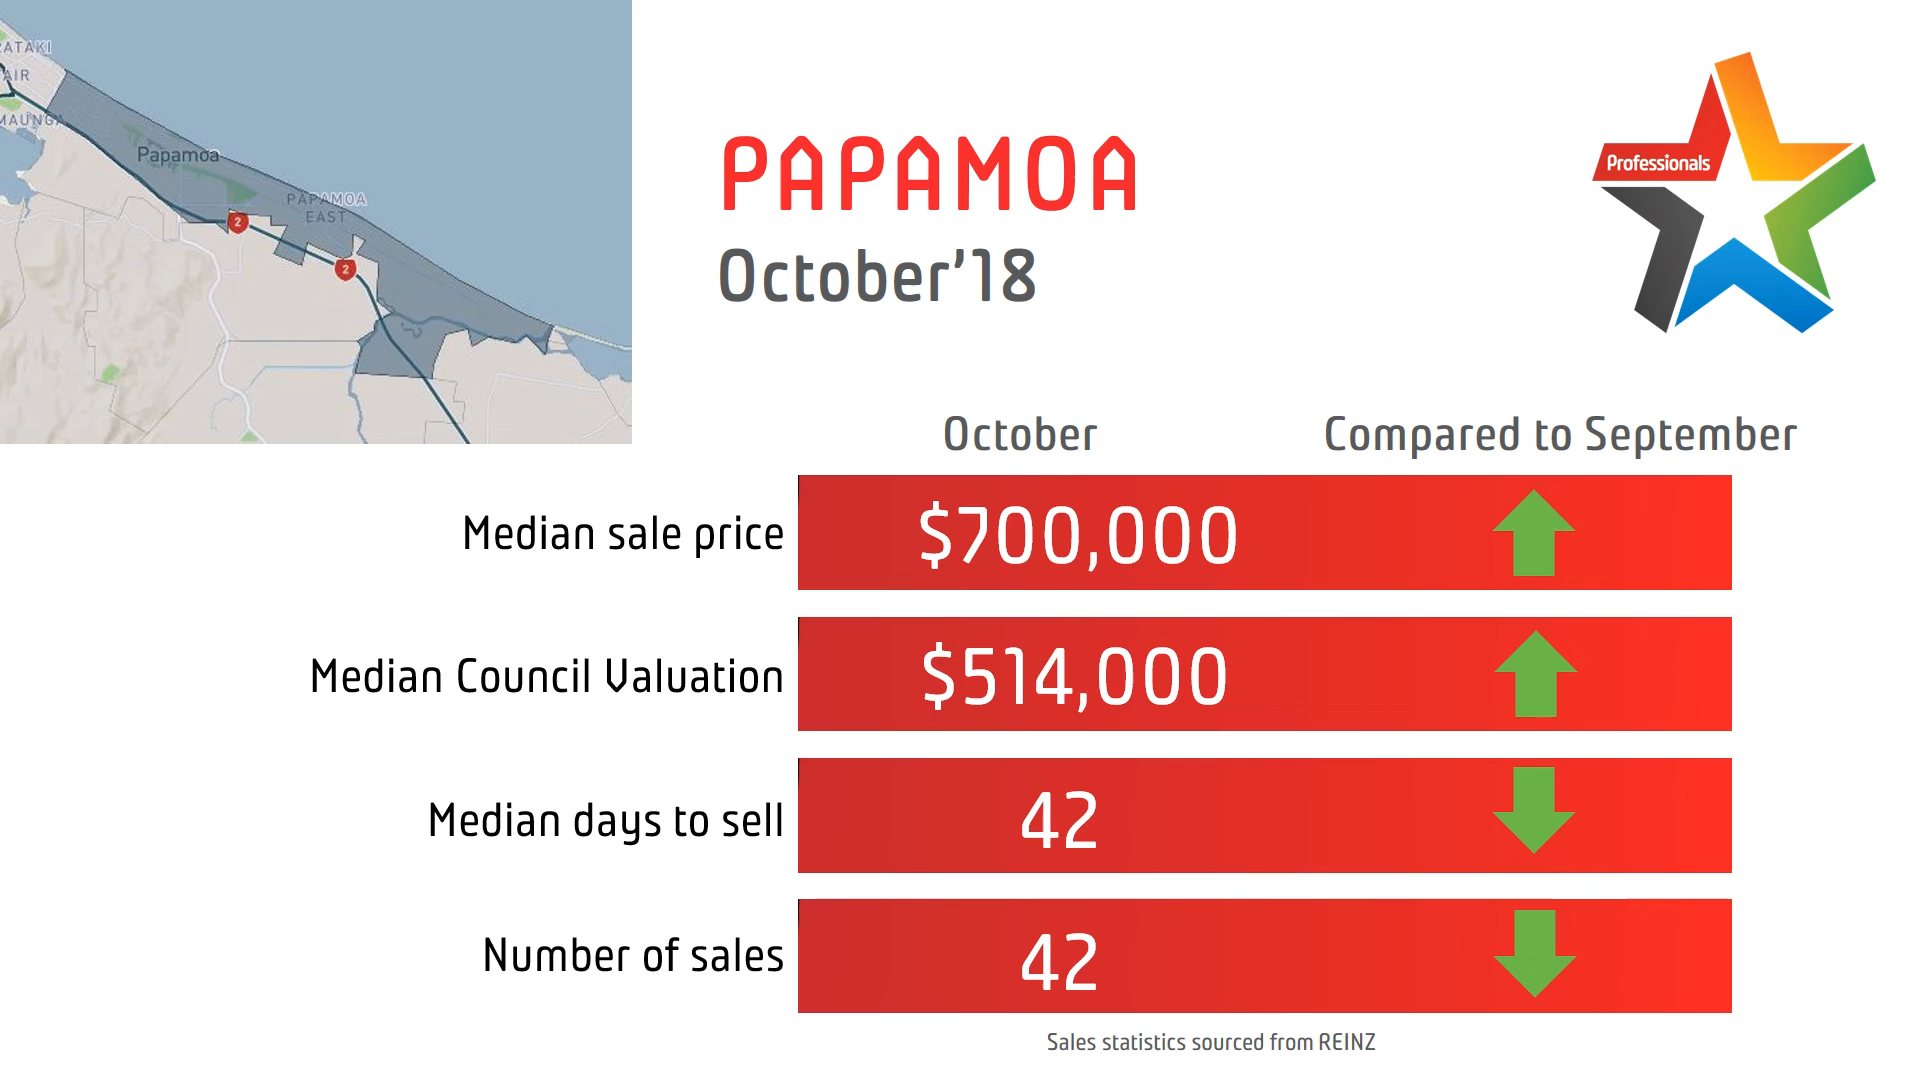 Papamoa
PAPAMOA
EAST
2
2
PAPAMOA
October'18
Professionals
October
Compared to September
Median sale price
$700,000
Median Council Valuation
$514,000
Median days to sell
42
Number of sales
42
Sales statistics sourced from REINZ